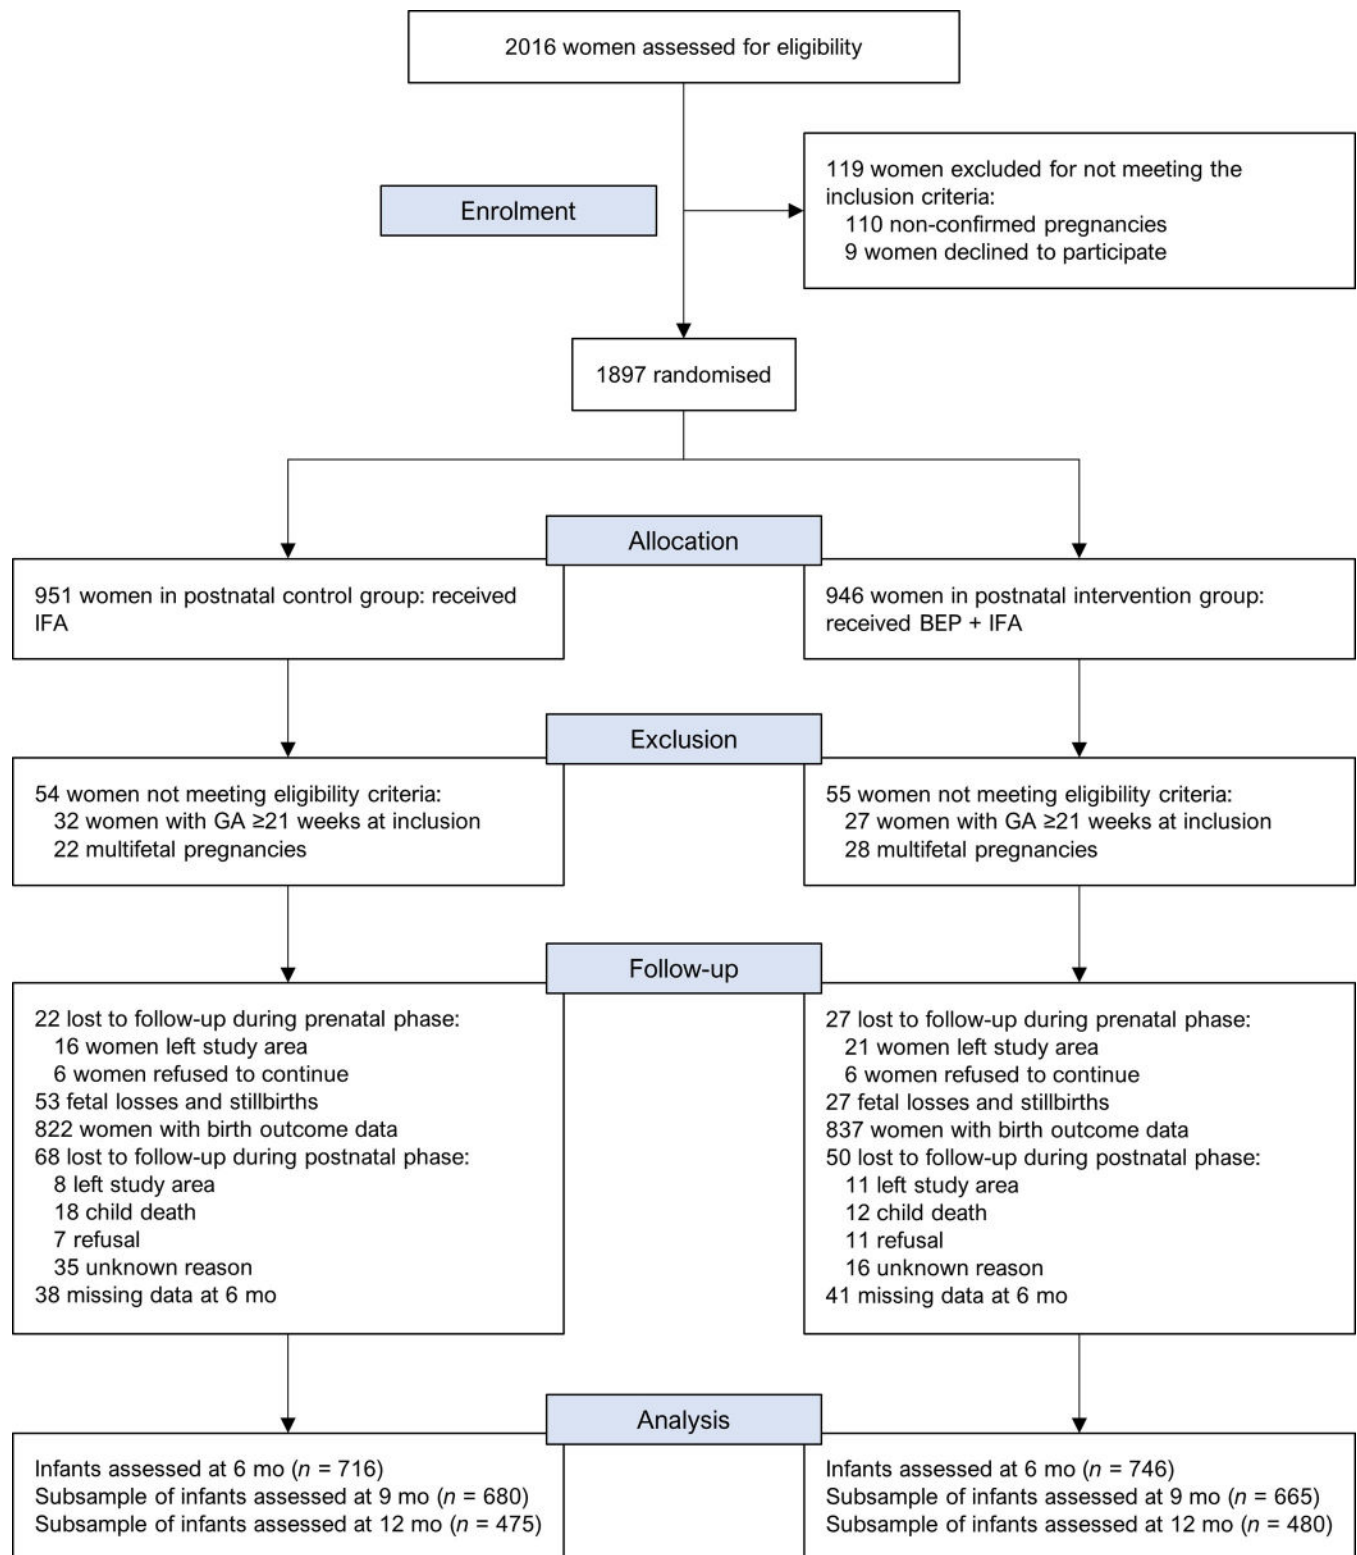 2016 women assessed for eligibility
119 women excluded for not meeting the
inclusion criteria:
110 non-confirmed pregnancies
9 women declined to participate
Enrolment
1897 randomised
Allocation
951 women in postnatal control group: received
IFA
946 women in postnatal intervention group:
received BEP + IFA
Exclusion
54 women not meeting eligibility criteria:
32 women with GA ≥21 weeks at inclusion
22 multifetal pregnancies
55 women not meeting eligibility criteria:
27 women with GA ≥21 weeks at inclusion
28 multifetal pregnancies
Follow-up
22 lost to follow-up during prenatal phase:
16 women left study area
6 women refused to continue
53 fetal losses and stillbirths
822 women with birth outcome data
68 lost to follow-up during postnatal phase:
8 left study area
18 child death
7 refusal
35 unknown reason
38 missing data at 6 mo
27 lost to follow-up during prenatal phase:
21 women left study area
6 women refused to continue
27 fetal losses and stillbirths
837 women with birth outcome data
50 lost to follow-up during postnatal phase:
11 left study area
12 child death
11 refusal
16 unknown reason
41 missing data at 6 mo
Analysis
Infants assessed at 6 mo (n = 716)
Subsample of infants assessed at 9 mo (n = 680)
Subsample of infants assessed at 12 mo (n = 475)
Infants assessed at 6 mo (n = 746)
Subsample of infants assessed at 9 mo (n = 665)
Subsample of infants assessed at 12 mo (n = 480)